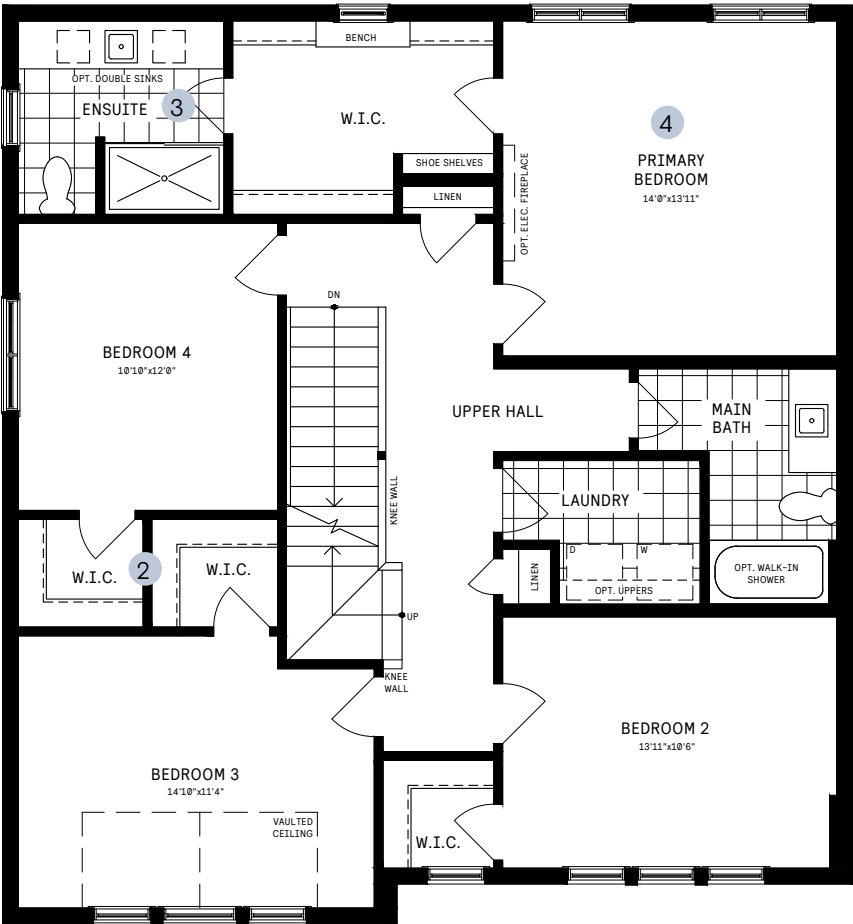 BENCH
OPT. DOUBLE SINKS
ENSUITE
3
W.I.C.
4
PRIMARY
BEDROOM
14'0"x13'11"
SHOE SHELVES
OPT. ELEC. FIREPLACE
LINEN
DN
BEDROOM 4
10'10"x12'0"
UPPER HALL
MAIN
BATH
KNEE WALL
LAUNDRY
W.I.C.
2
W.I.C.
D
W
LINEN
OPT. UPPERS
OPT. WALK-IN
SHOWER
UP
KNEE
WALL
BEDROOM 2
13'11"x10'6"
BEDROOM 3
14'10"x11'4"
VAULTED
CEILING
W.I.C.